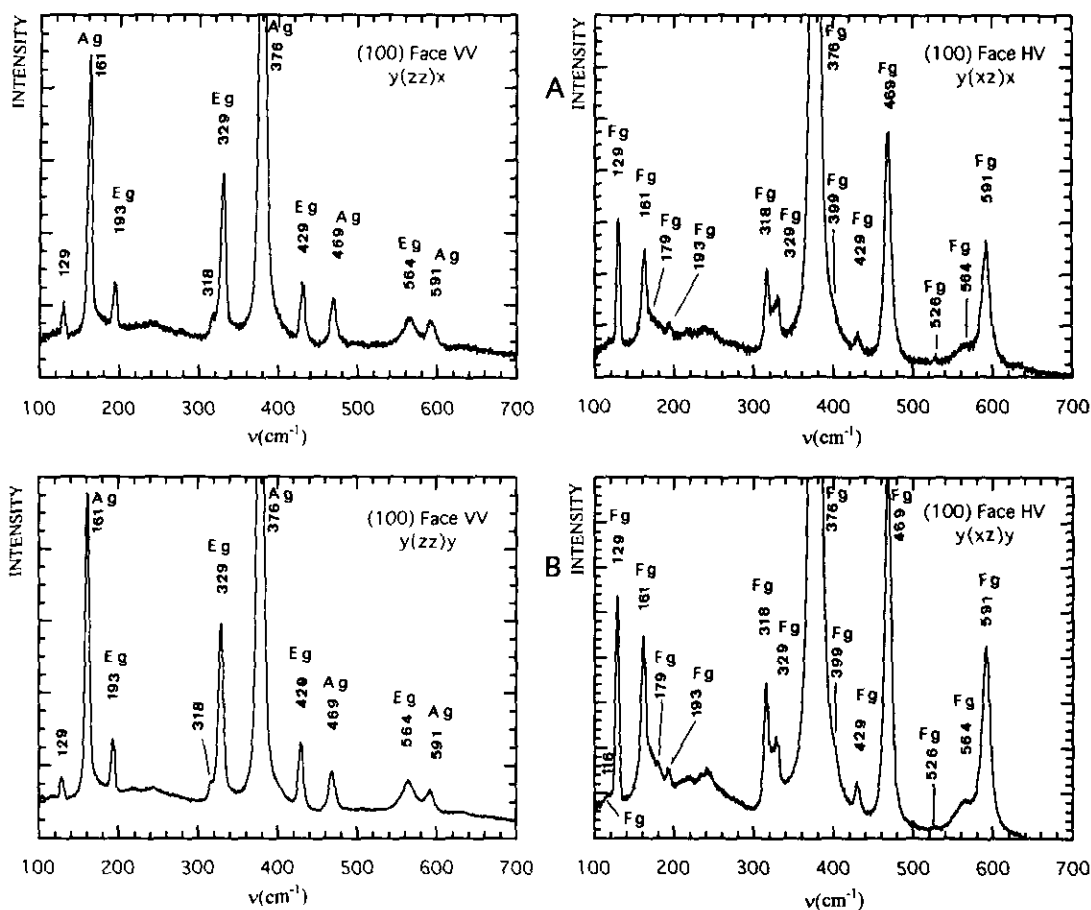 INTENSITY
Ag
161
Ag
376
(100) Face VV
y(zz)x
Eg
329
Eg
193
129
318
Eg
429
469 Ag
Eg
564
Ag
591
100 200 300 400 500 600 700
ν(cm⁻¹)
A
INTENSITY
Fg
376
(100) Face HV
y(xz)x
Fg
469
Fg
129
Fg
161
Fg
179
Fg
193
Fg
318
Fg
329
Fg
399
Fg
429
Fg
526
564
Fg
591
100 200 300 400 500 600 700
ν(cm⁻¹)
INTENSITY
Ag
161
Ag
376
(100) Face VV
y(zz)y
Eg
329
Eg
193
129
318
Eg
429
Ag
469
Eg
564
Ag
591
100 200 300 400 500 600 700
ν(cm⁻¹)
B
INTENSITY
Fg
376
Fg
469
(100) Face HV
y(xz)y
Fg
129
Fg
161
Fg
179
Fg
193
116
Fg
Fg
318
Fg
329
Fg
399
Fg
429
Fg
526
Fg
564
Fg
591
100 200 300 400 500 600 700
ν(cm⁻¹)